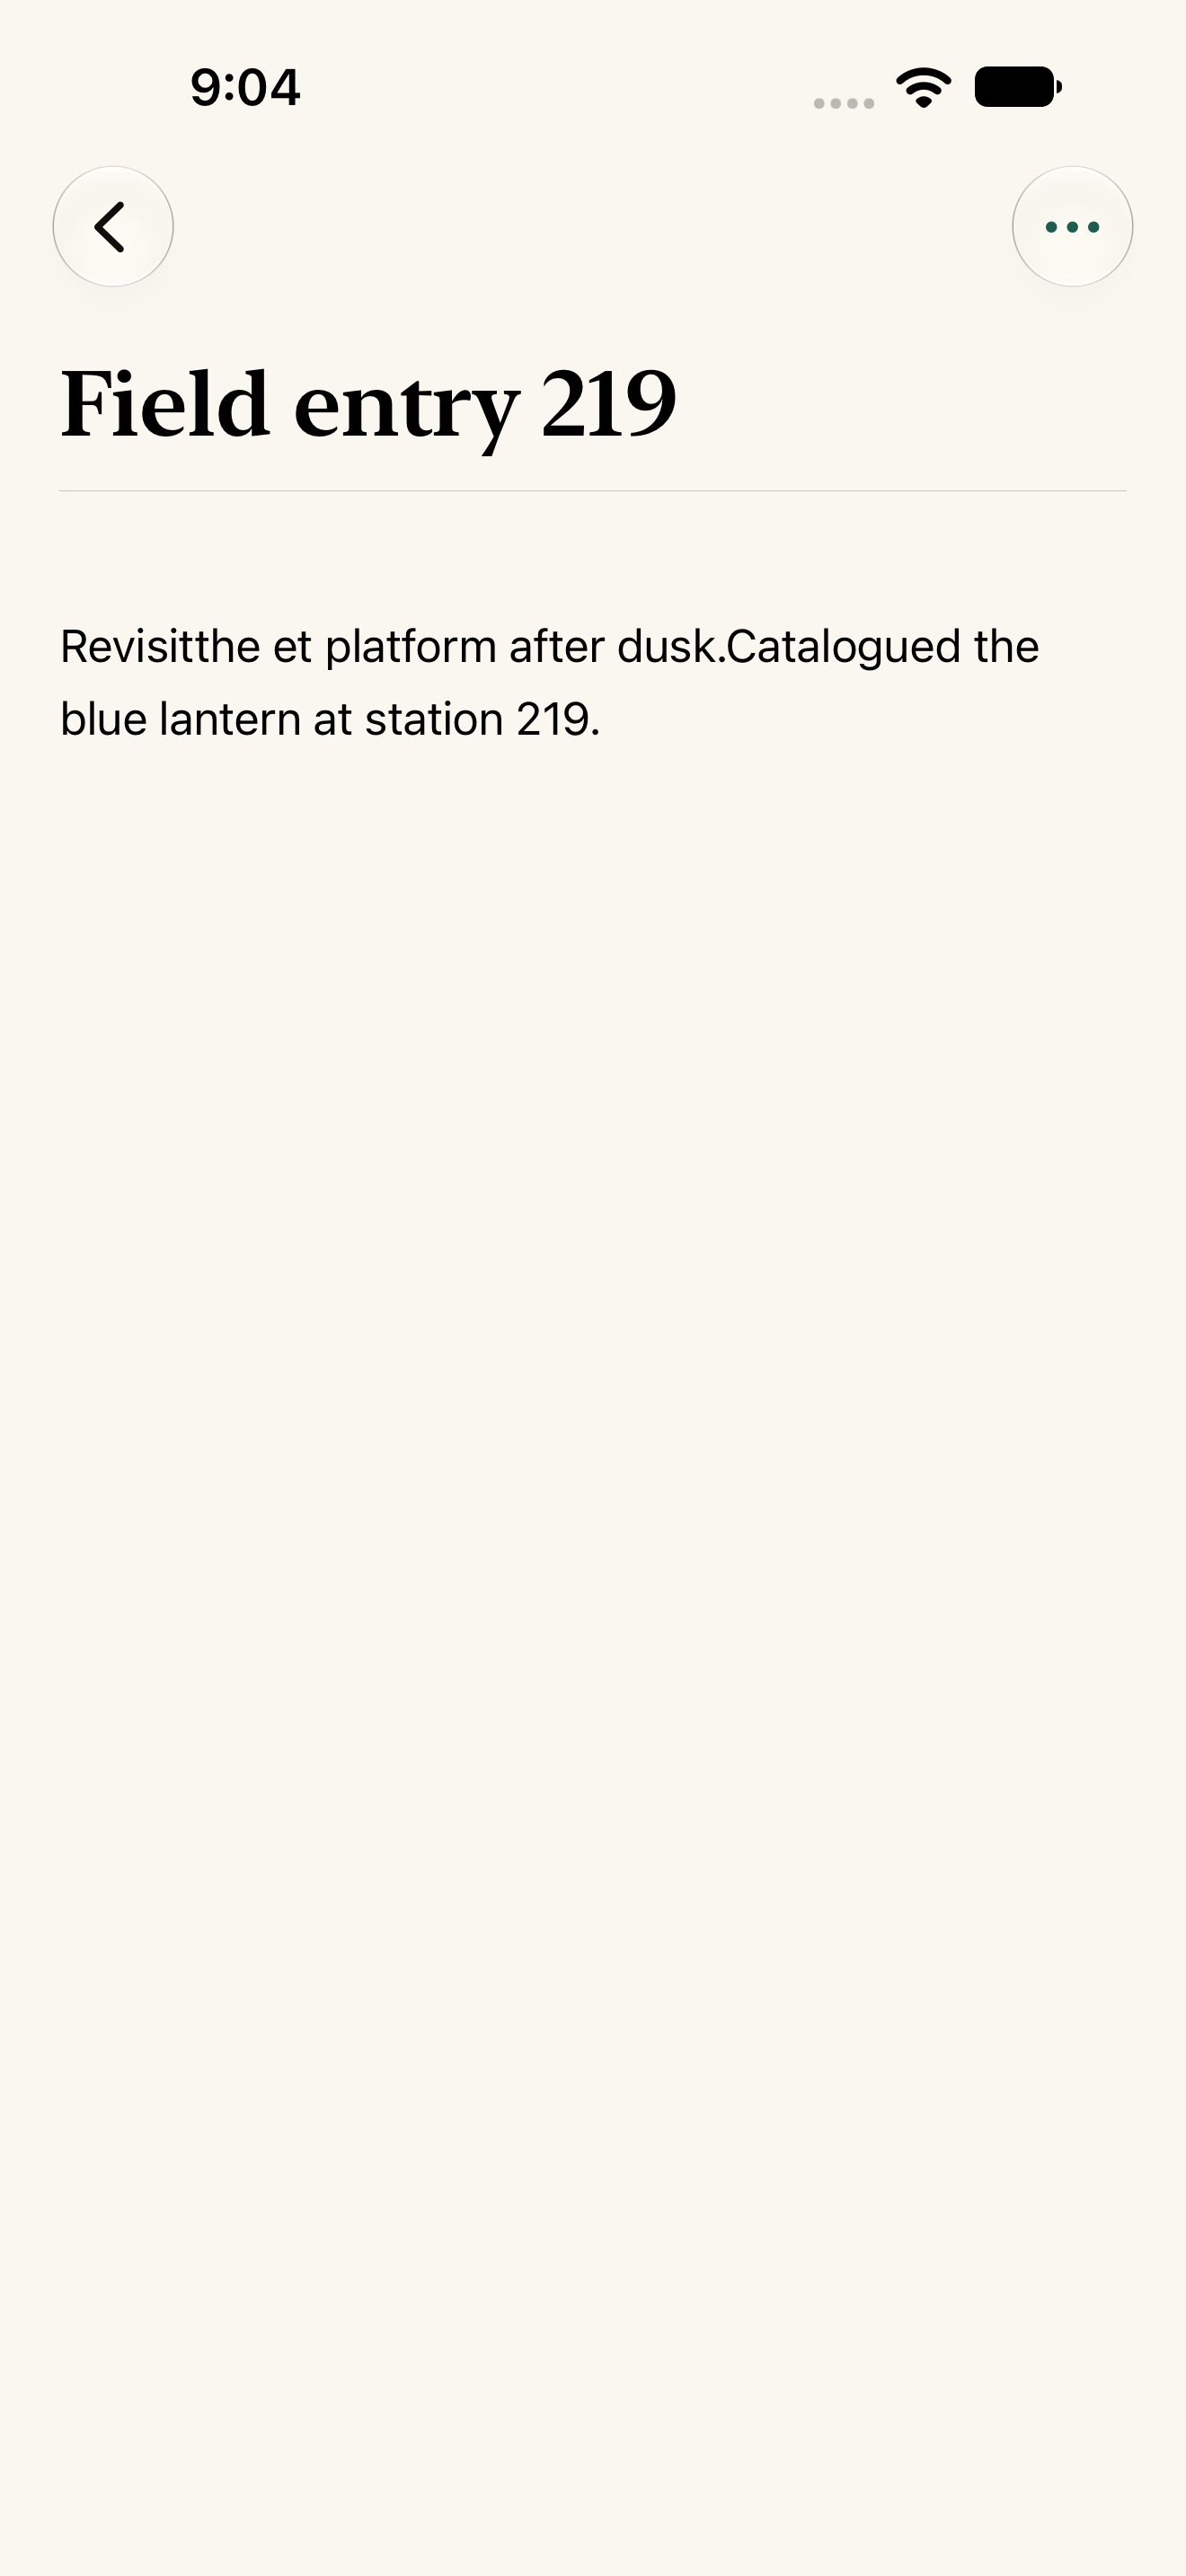 9:04
Field entry 219
Revisitthe et platform after dusk.Catalogued the
blue lantern at station 219.